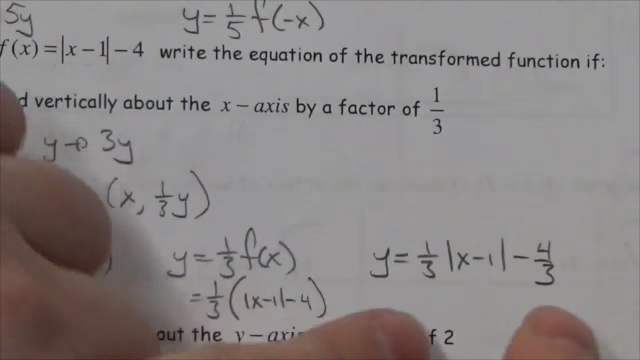 5y y = 1/5 f(-x)
f(x) = |x - 1| - 4 write the equation of the transformed function if:
vertically about the x - axis by a factor of 1/3
y → 3y
(x, 1/3 y)
y = 1/3 f(x) y = 1/3 |x-1| - 4/3
= 1/3 (|x-1| - 4)
the y - axis 2